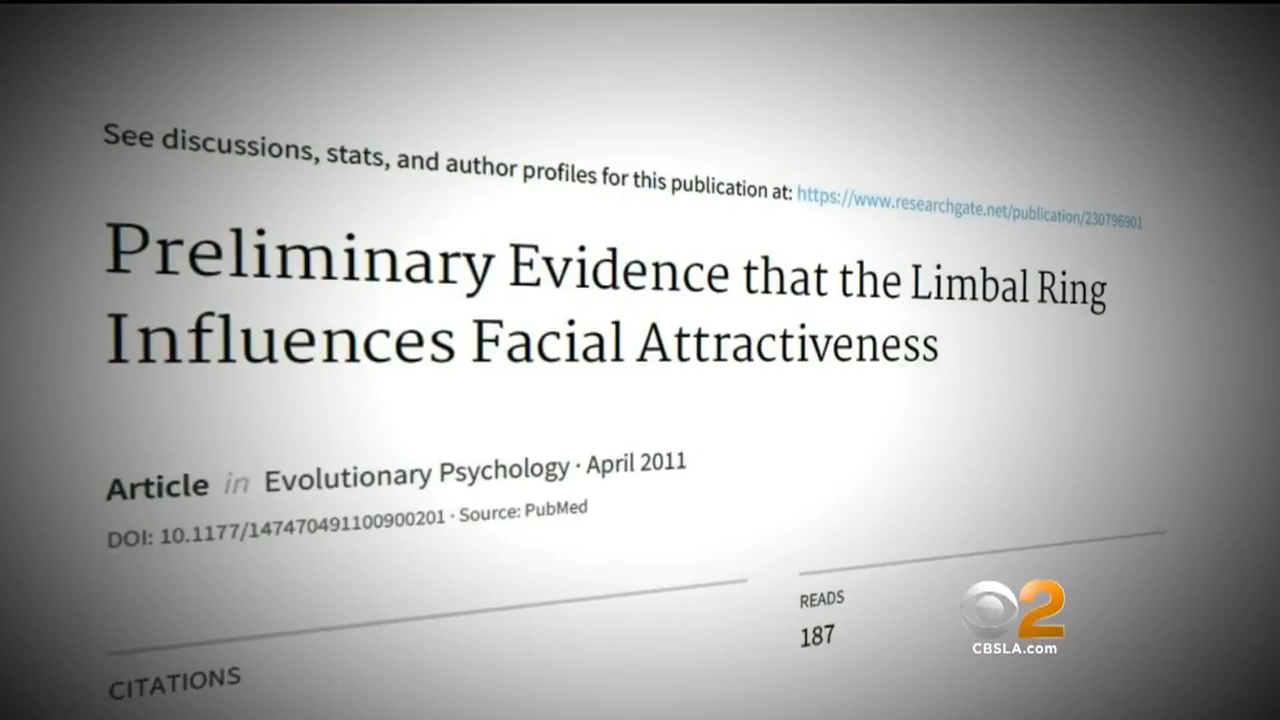 See discussions, stats, and author profiles for this publication at: https://www.researchgate.net/publication/230796901
Preliminary Evidence that the Limbal Ring
Influences Facial Attractiveness
Article in Evolutionary Psychology · April 2011
DOI: 10.1177/147470491100900201 · Source: PubMed
READS
187
CITATIONS
2
CBSLA.com